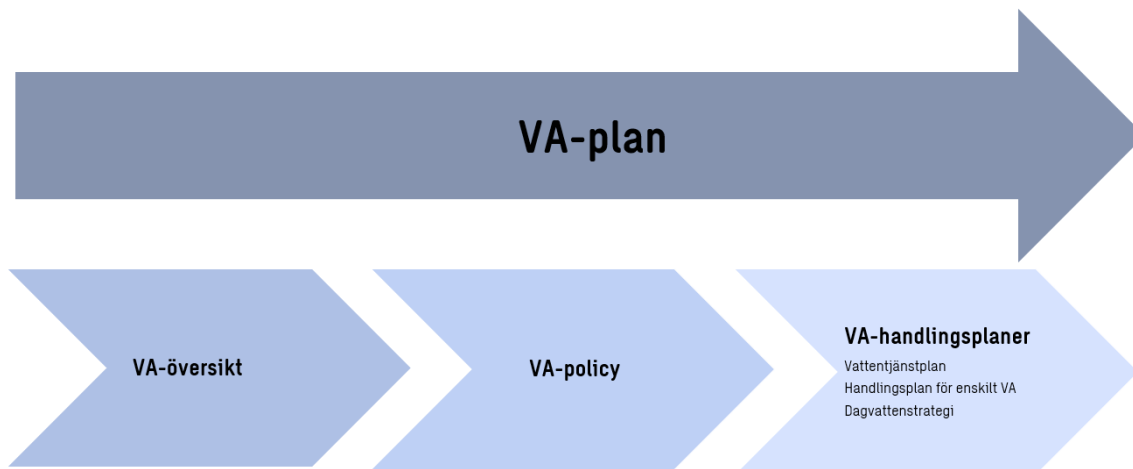 VA-plan
VA-översikt
VA-policy
VA-handlingsplaner
Vattentjänstplan
Handlingsplan för enskilt VA
Dagvattenstrategi